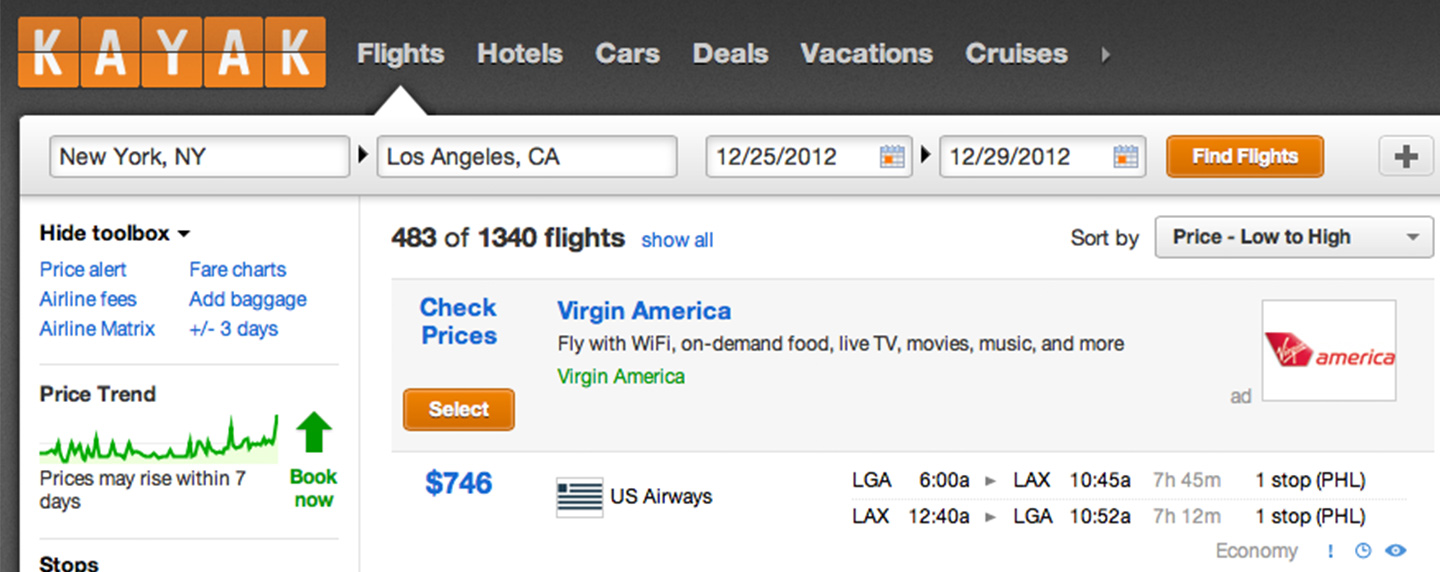 KAYAK Flights Hotels Cars Deals Vacations Cruises
New York, NY Los Angeles, CA 12/25/2012 12/29/2012 Find Flights
Hide toolbox
Price alert Fare charts
Airline fees Add baggage
Airline Matrix +/- 3 days
Price Trend
Prices may rise within 7
days
Book
now
Stops
483 of 1340 flights show all Sort by Price - Low to High
Check
Prices
Select
Virgin America
Fly with WiFi, on-demand food, live TV, movies, music, and more
Virgin America
ad
Virgin america
$746 US Airways
LGA 6:00a LAX 10:45a 7h 45m 1 stop (PHL)
LAX 12:40a LGA 10:52a 7h 12m 1 stop (PHL)
Economy !